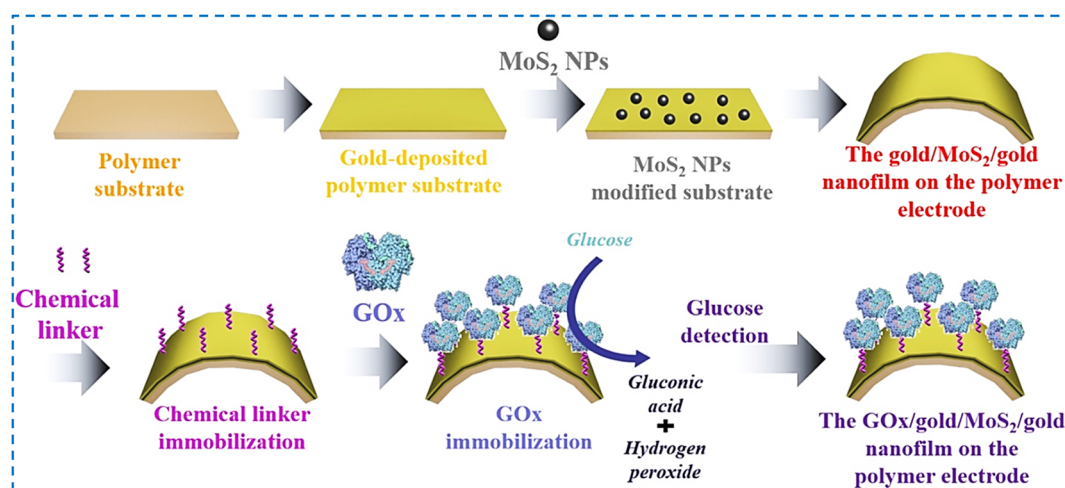 MoS₂ NPs
Polymer
substrate
Gold-deposited
polymer substrate
MoS₂ NPs
modified substrate
The gold/MoS₂/gold
nanofilm on the polymer
electrode
Chemical
linker
Chemical linker
immobilization
GOx
GOx
immobilization
Glucose
Gluconic
acid
+
Hydrogen
peroxide
Glucose
detection
The GOx/gold/MoS₂/gold
nanofilm on the
polymer electrode